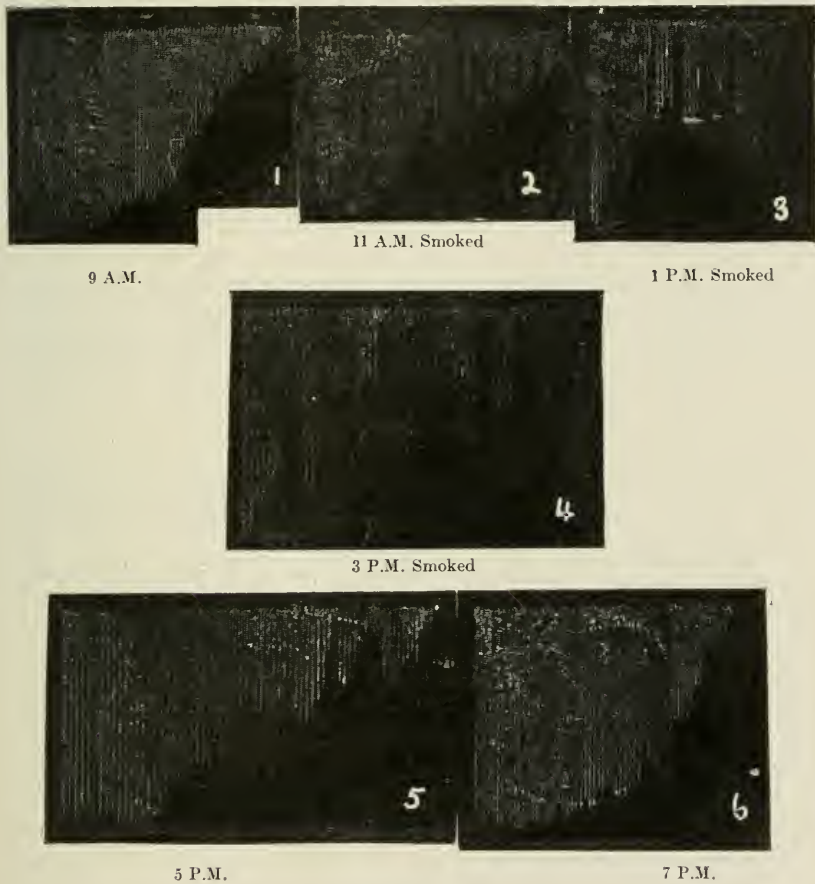 1
2
3
9 A.M.
11 A.M. Smoked
1 P.M. Smoked
4
3 P.M. Smoked
5
6
5 P.M.
7 P.M.